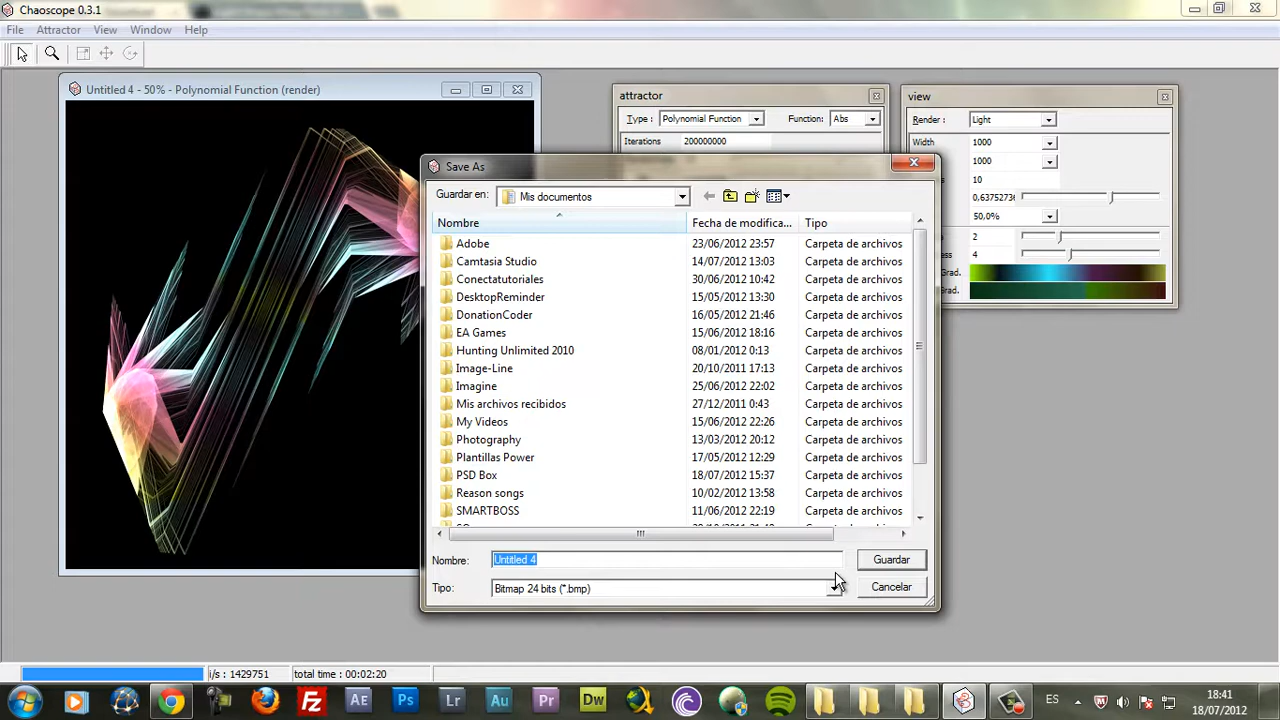 Chaoscope 0.3.1
File Attractor View Window Help
Untitled 4 - 50% - Polynomial Function (render)
attractor
Type : Polynomial Function Function: Abs
Iterations 200000000
view
Render : Light
Width 1000
1000
10
0,6375273
50,0%
2
4
Grad.
Grad.
Save As
Guardar en: Mis documentos
Nombre Fecha de modifica... Tipo
Adobe 23/06/2012 23:57 Carpeta de archivos
Camtasia Studio 14/07/2012 13:03 Carpeta de archivos
Conectatutoriales 30/06/2012 10:42 Carpeta de archivos
DesktopReminder 15/05/2012 13:30 Carpeta de archivos
DonationCoder 16/05/2012 21:46 Carpeta de archivos
EA Games 15/06/2012 18:16 Carpeta de archivos
Hunting Unlimited 2010 08/01/2012 0:13 Carpeta de archivos
Image-Line 20/10/2011 17:13 Carpeta de archivos
Imagine 25/06/2012 22:02 Carpeta de archivos
Mis archivos recibidos 27/12/2011 0:43 Carpeta de archivos
My Videos 15/06/2012 22:26 Carpeta de archivos
Photography 13/03/2012 20:12 Carpeta de archivos
Plantillas Power 17/05/2012 12:29 Carpeta de archivos
PSD Box 18/07/2012 15:37 Carpeta de archivos
Reason songs 10/02/2012 13:58 Carpeta de archivos
SMARTBOSS 11/06/2012 22:19 Carpeta de archivos
Nombre: Untitled 4 Guardar
Tipo: Bitmap 24 bits (*.bmp) Cancelar
i/s : 1429751 total time : 00:02:20
AE Ps Lr Au Pr Dw ES 18:41
18/07/2012